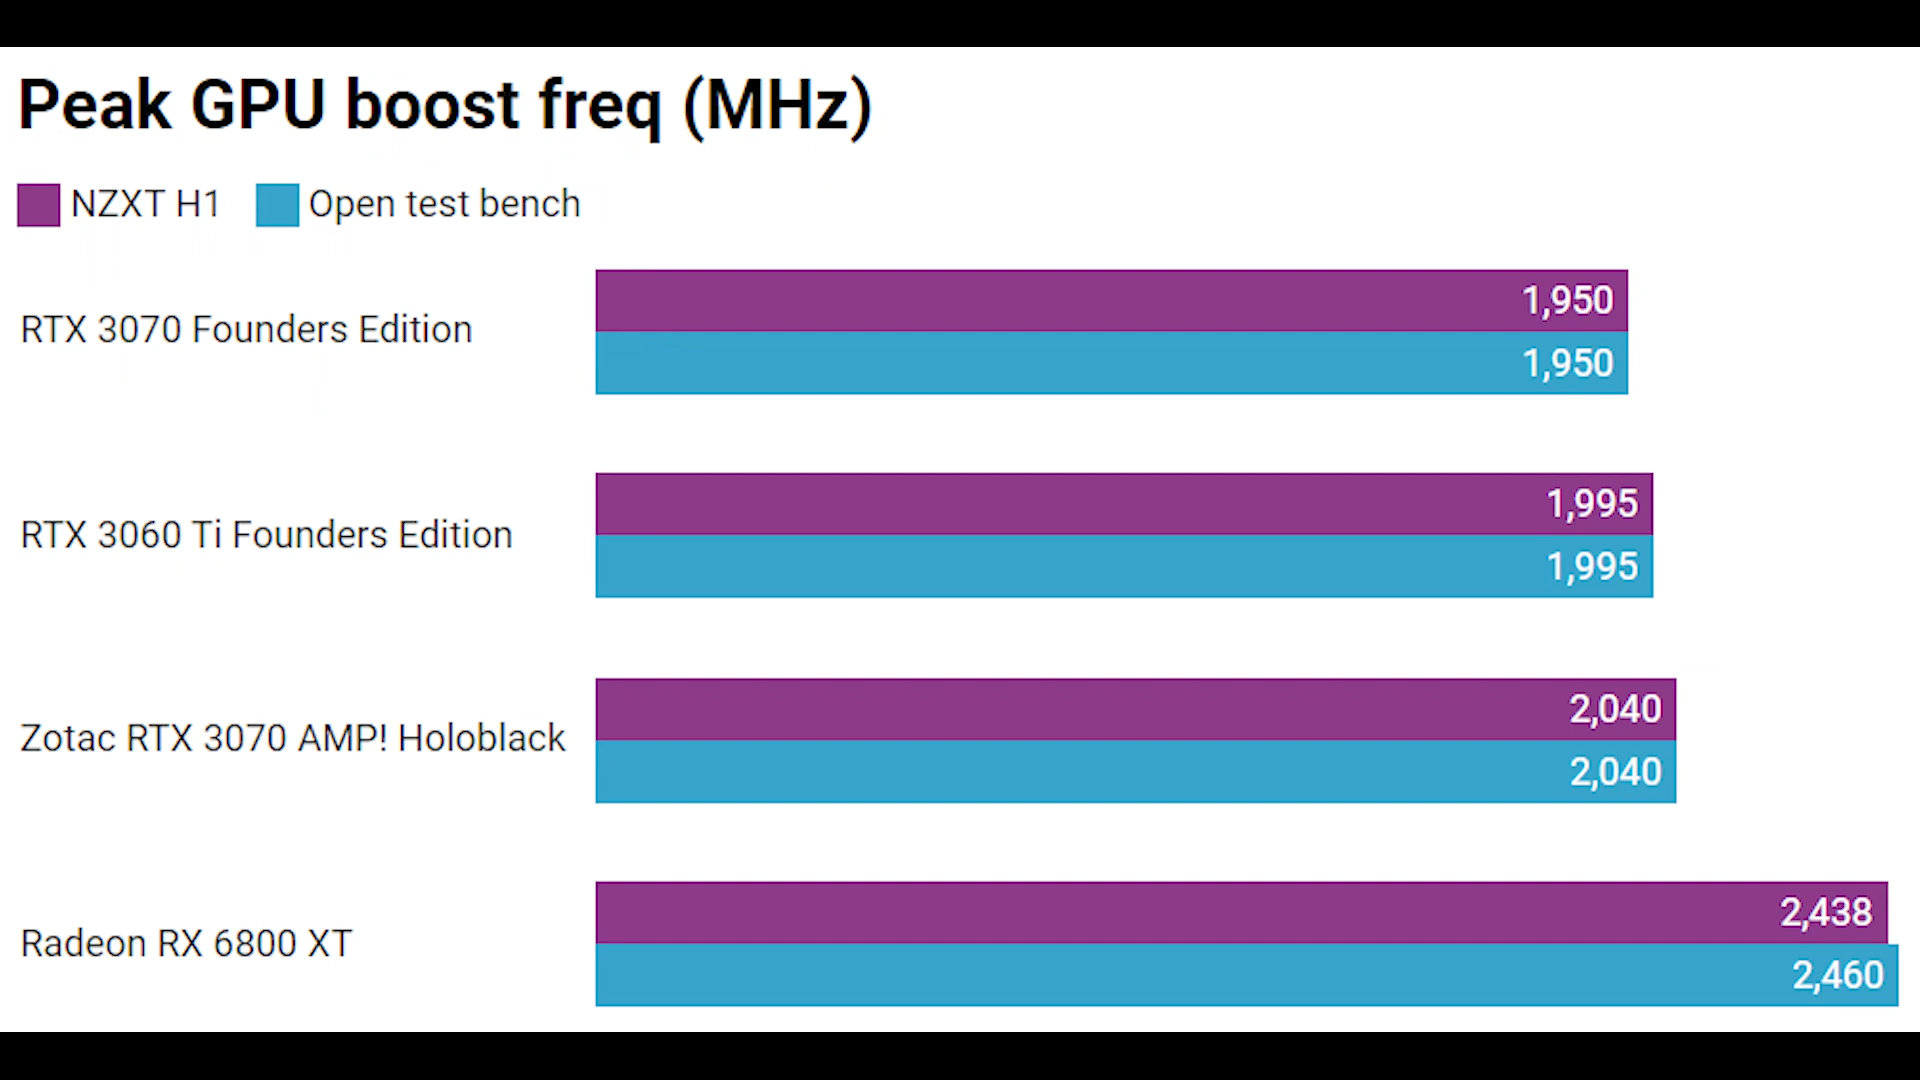 Peak GPU boost freq (MHz)
NZXT H1 Open test bench
RTX 3070 Founders Edition
1,950
1,950
RTX 3060 Ti Founders Edition
1,995
1,995
Zotac RTX 3070 AMP! Holoblack
2,040
2,040
Radeon RX 6800 XT
2,438
2,460